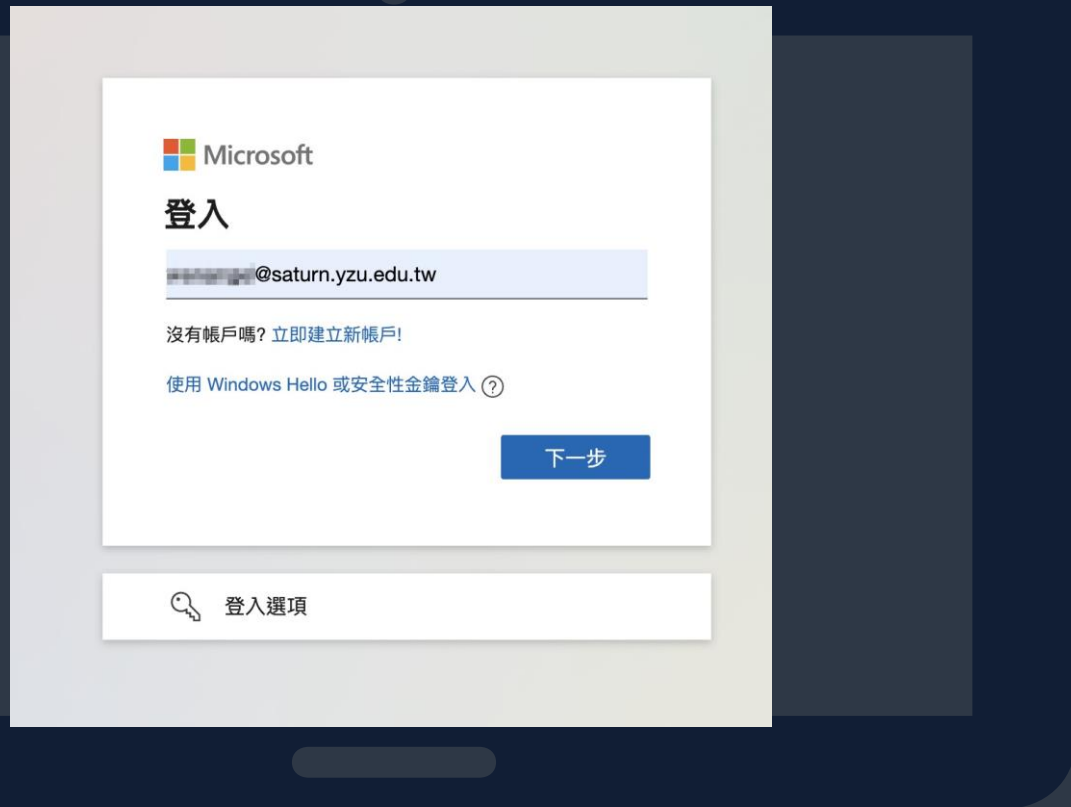 Microsoft
登入
@saturn.yzu.edu.tw
沒有帳戶嗎? 立即建立新帳戶!
使用 Windows Hello 或安全性金鑰登入 ?
下一步
登入選項